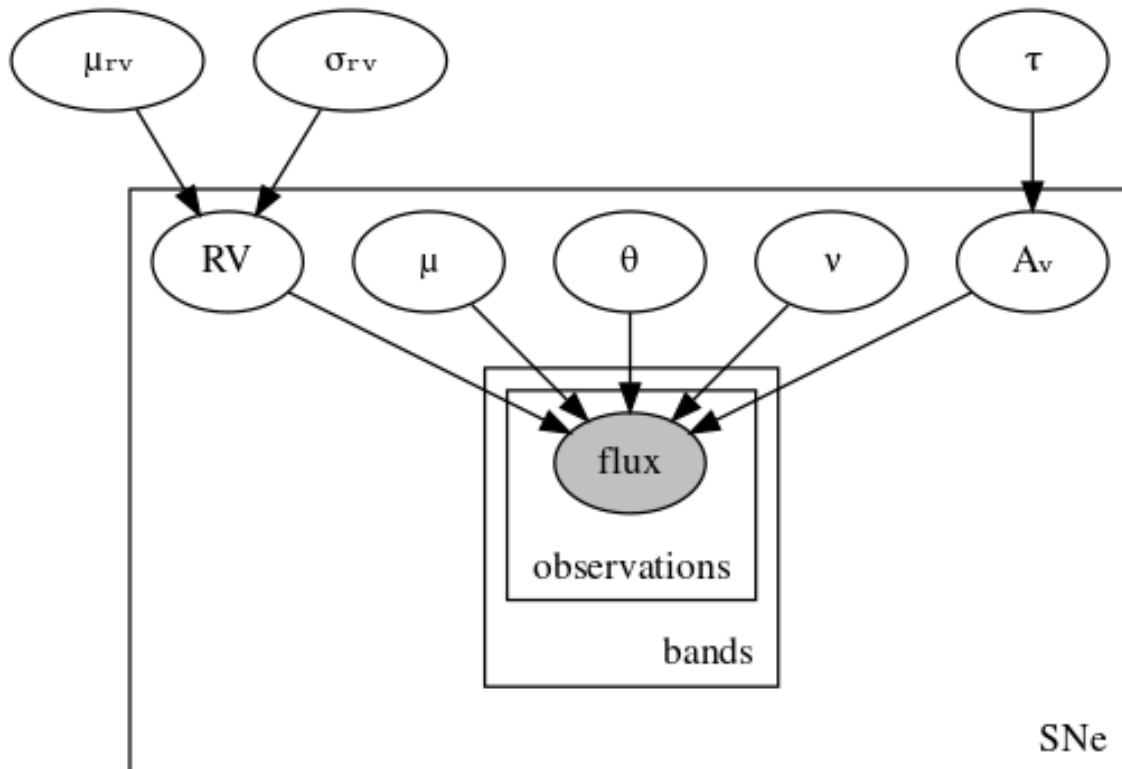 μrv σrv τ
RV μ θ ν Av
flux
observations
bands
SNe